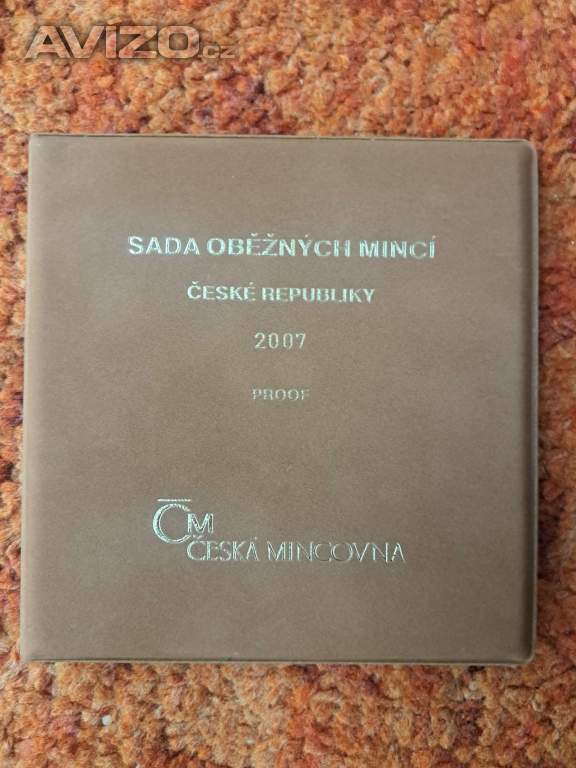 AVIZO.cz
SADA OBĚŽNÝCH MINCÍ
ČESKÉ REPUBLIKY
2007
PROOF
ČM
ČESKÁ MINCOVNA